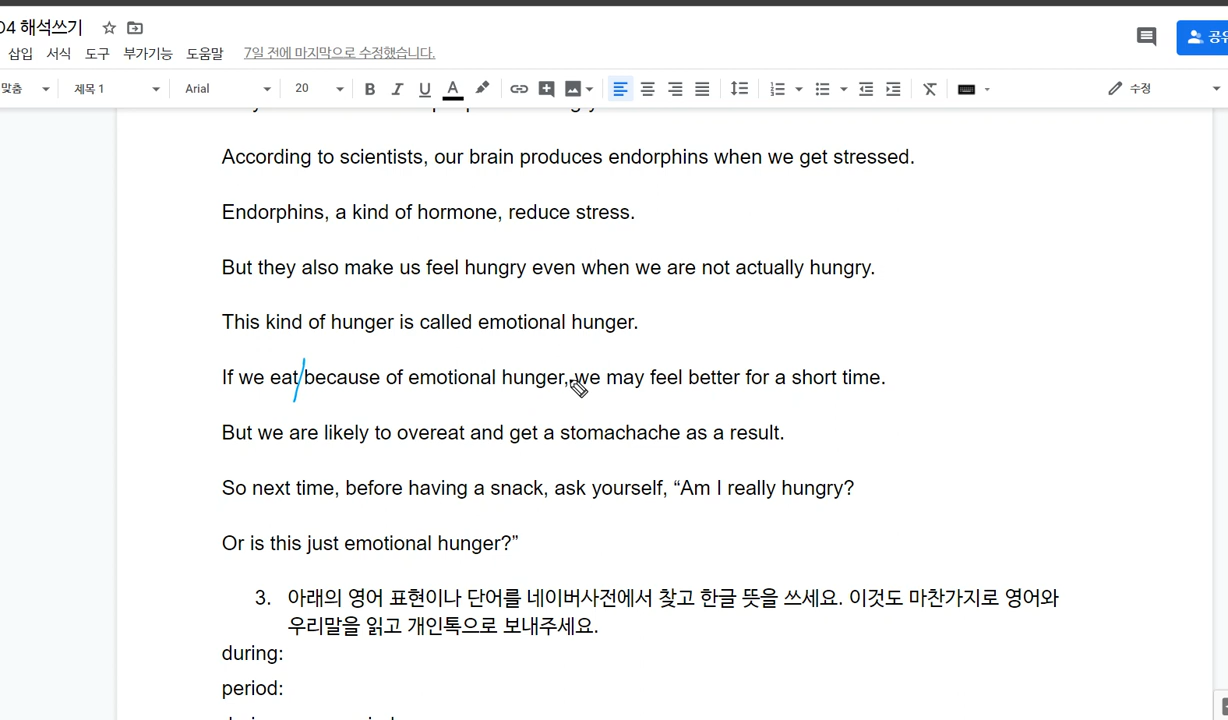 04 해석쓰기
삽입 서식 도구 부가기능 도움말 7일 전에 마지막으로 수정했습니다.
공유
맞춤 제목 1 Arial 20 B I U A 수정
According to scientists, our brain produces endorphins when we get stressed.
Endorphins, a kind of hormone, reduce stress.
But they also make us feel hungry even when we are not actually hungry.
This kind of hunger is called emotional hunger.
If we eat/because of emotional hunger, we may feel better for a short time.
But we are likely to overeat and get a stomachache as a result.
So next time, before having a snack, ask yourself, “Am I really hungry?
Or is this just emotional hunger?”
3. 아래의 영어 표현이나 단어를 네이버사전에서 찾고 한글 뜻을 쓰세요. 이것도 마찬가지로 영어와
우리말을 읽고 개인톡으로 보내주세요.
during:
period: